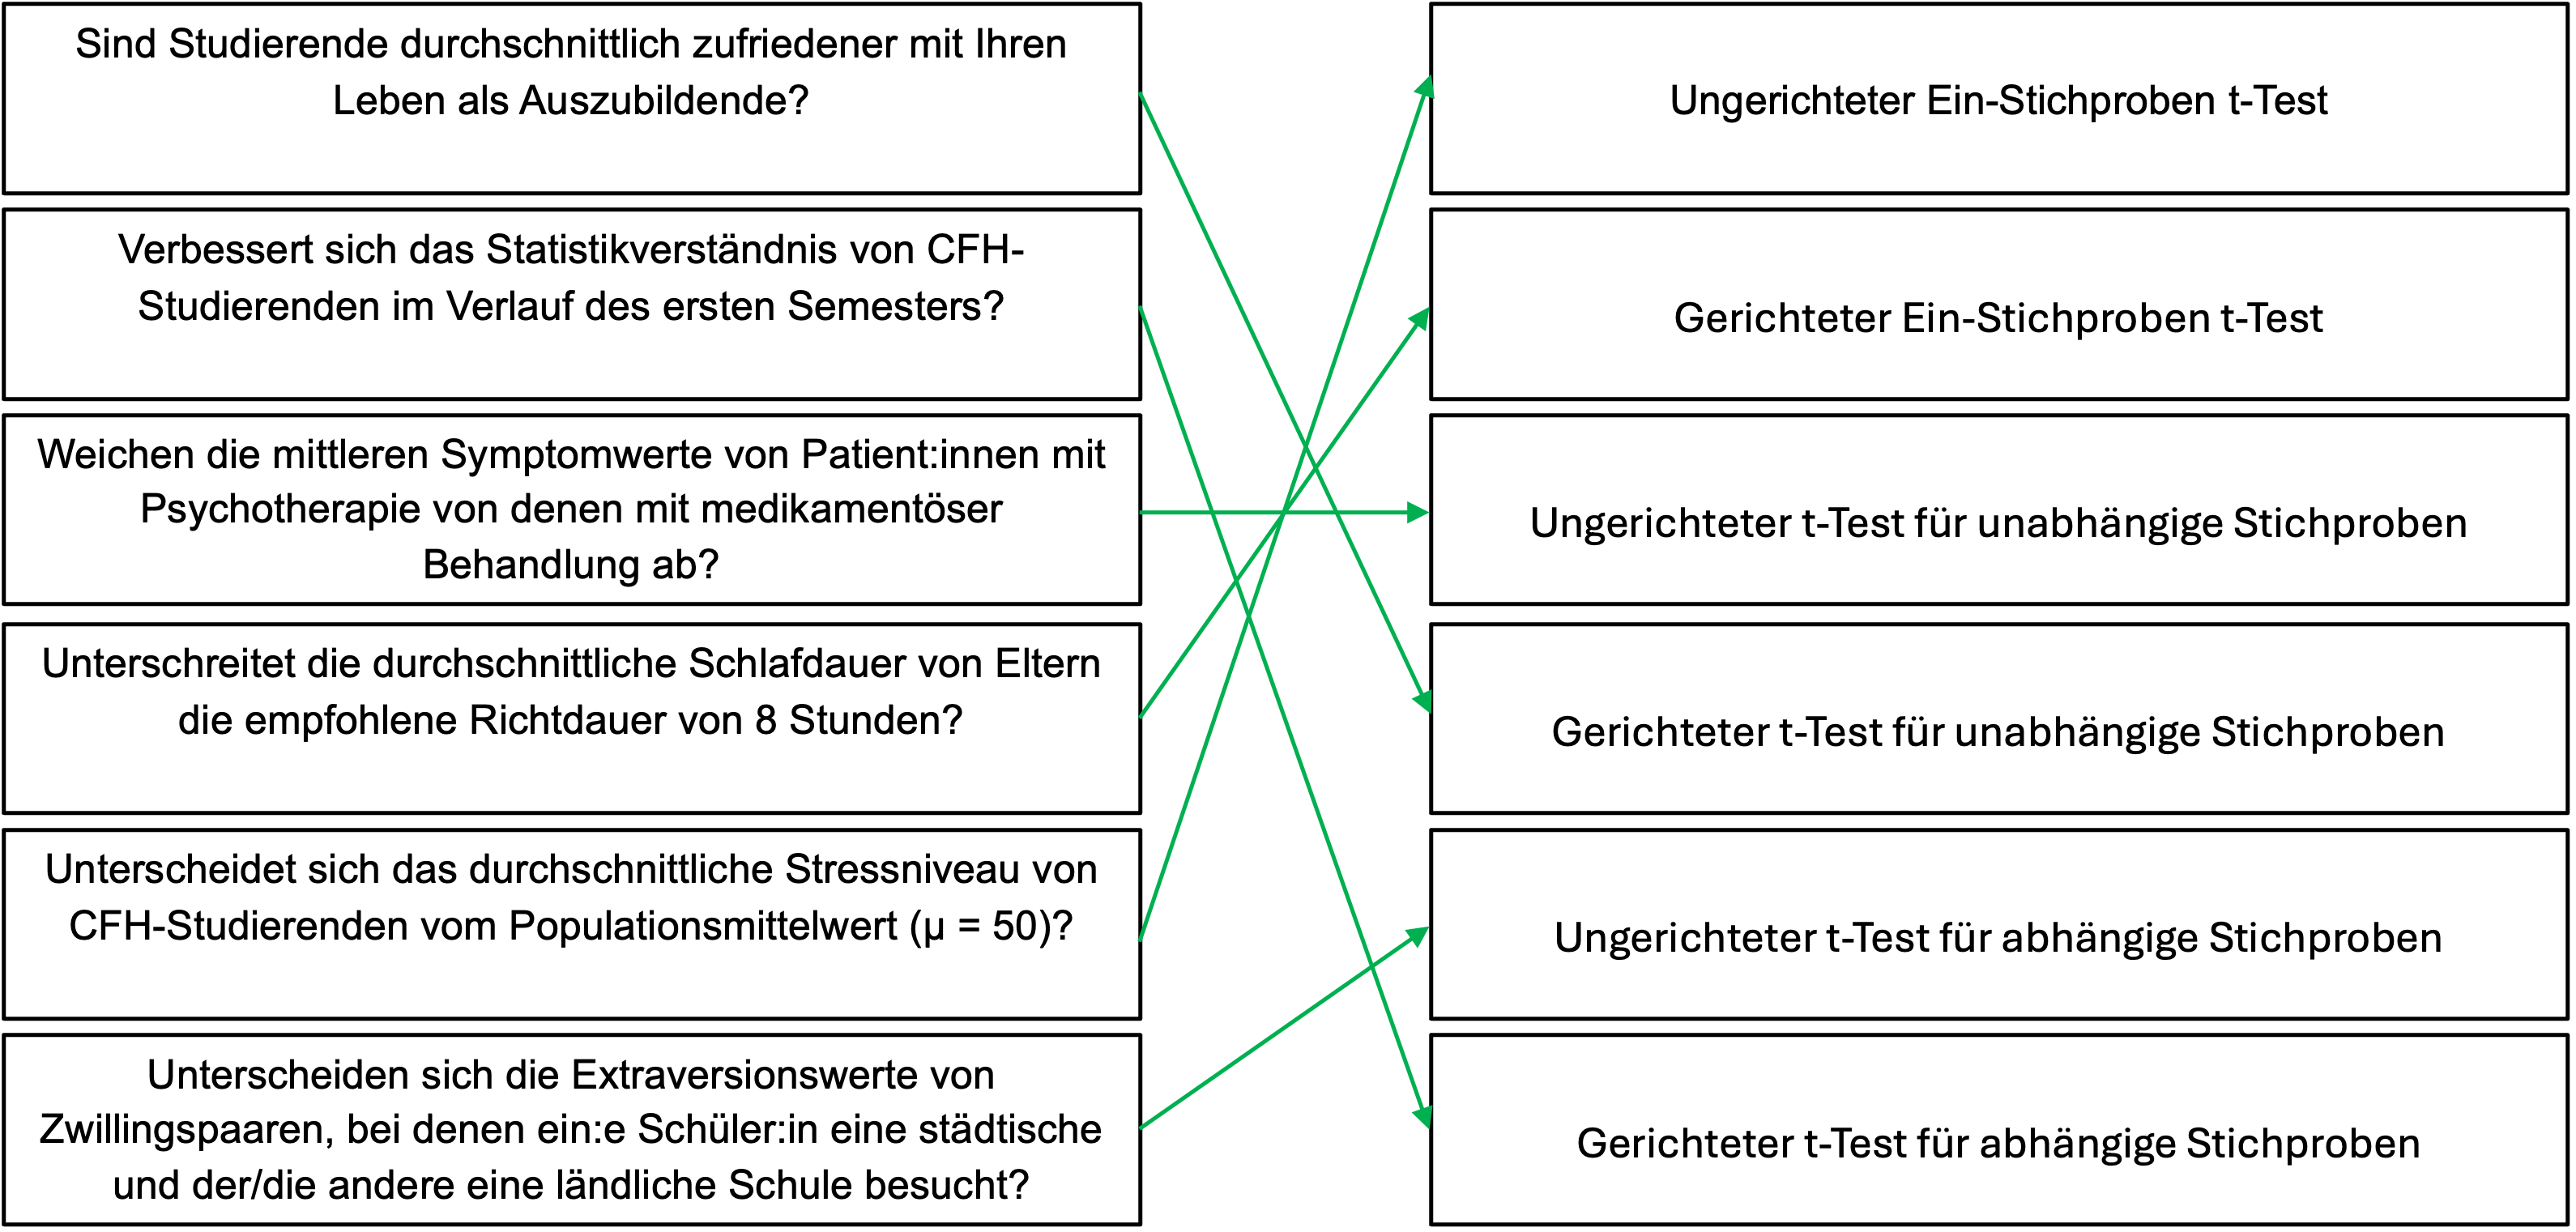 Sind Studierende durchschnittlich zufriedener mit Ihren
Leben als Auszubildende?
Ungerichteter Ein-Stichproben t-Test
Verbessert sich das Statistikverständnis von CFH-
Studierenden im Verlauf des ersten Semesters?
Gerichteter Ein-Stichproben t-Test
Weichen die mittleren Symptomwerte von Patient:innen mit
Psychotherapie von denen mit medikamentöser
Behandlung ab?
Ungerichteter t-Test für unabhängige Stichproben
Unterschreitet die durchschnittliche Schlafdauer von Eltern
die empfohlene Richtdauer von 8 Stunden?
Gerichteter t-Test für unabhängige Stichproben
Unterscheidet sich das durchschnittliche Stressniveau von
CFH-Studierenden vom Populationsmittelwert (μ = 50)?
Ungerichteter t-Test für abhängige Stichproben
Unterscheiden sich die Extraversionswerte von
Zwillingspaaren, bei denen ein:e Schüler:in eine städtische
und der/die andere eine ländliche Schule besucht?
Gerichteter t-Test für abhängige Stichproben